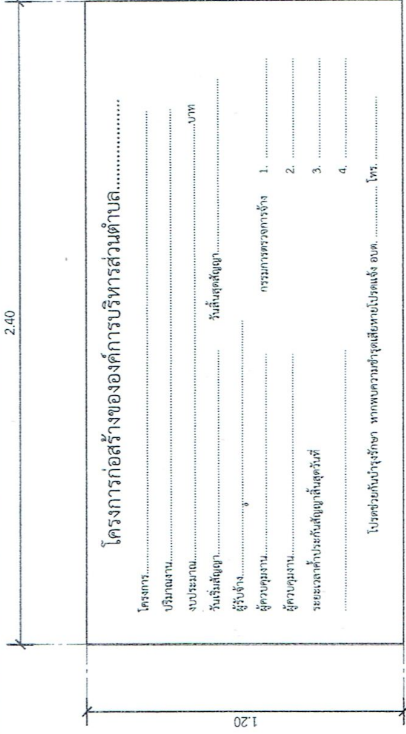 2.40
1.20
โครงการก่อสร้างขององค์การบริหารส่วนตำบล....................
โครงการ....................
ปริมาณงาน....................
งบประมาณ....................บาท
วันเริ่มสัญญา.................... วันสิ้นสุดสัญญา....................
ผู้รับจ้าง....................
ผู้ควบคุมงาน.................... กรรมการตรวจการจ้าง 1. ....................
ผู้ควบคุมงาน.................... 2. ....................
ระยะเวลาค้ำประกันสัญญาสิ้นสุดวันที่ 3. ....................
.................... 4. ....................
โปรดช่วยกันบำรุงรักษา หากพบความชำรุดเสียหายโปรดแจ้ง อบต. .................... โทร. ....................